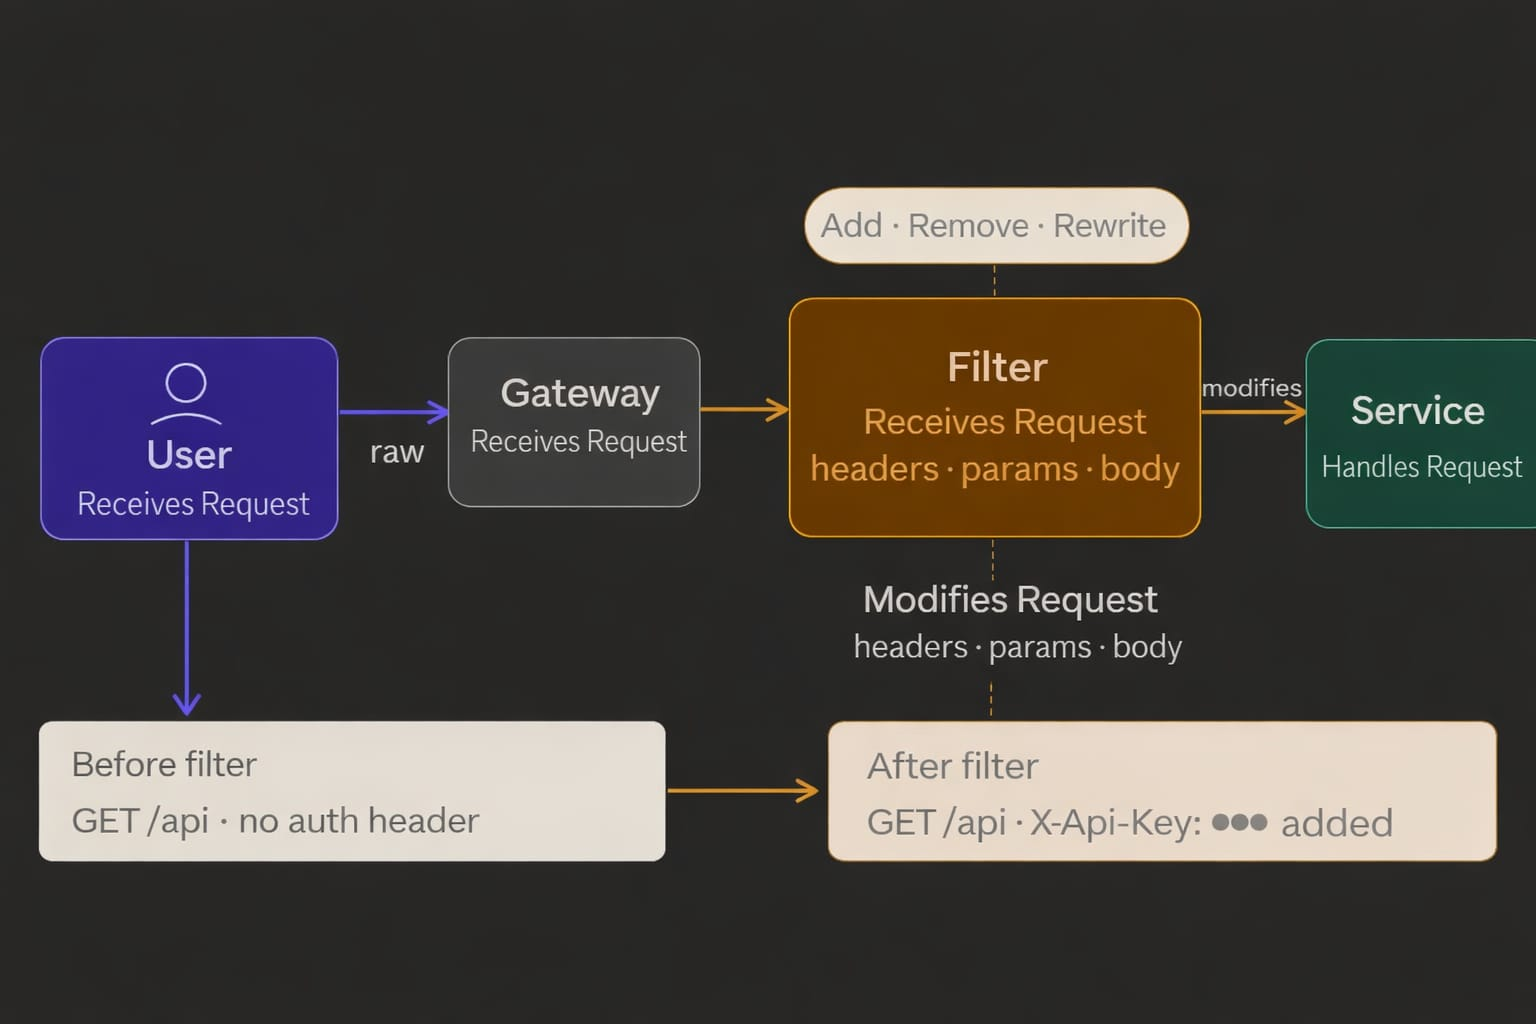 Add · Remove · Rewrite
User
Receives Request
raw
Gateway
Receives Request
Filter
Receives Request
headers · params · body
modifies
Service
Handles Request
Modifies Request
headers · params · body
Before filter
GET /api · no auth header
After filter
GET /api · X-Api-Key: ●●● added